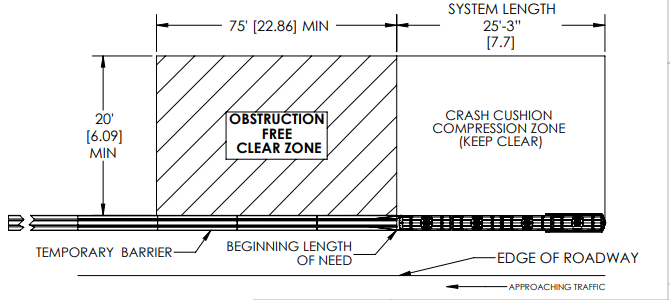 SYSTEM LENGTH
75' [22.86] MIN
25'-3"
[7.7]
20'
[6.09]
MIN
OBSTRUCTION
FREE
CLEAR ZONE
CRASH CUSHION
COMPRESSION ZONE
(KEEP CLEAR)
TEMPORARY BARRIER
BEGINNING LENGTH
OF NEED
EDGE OF ROADWAY
APPROACHING TRAFFIC